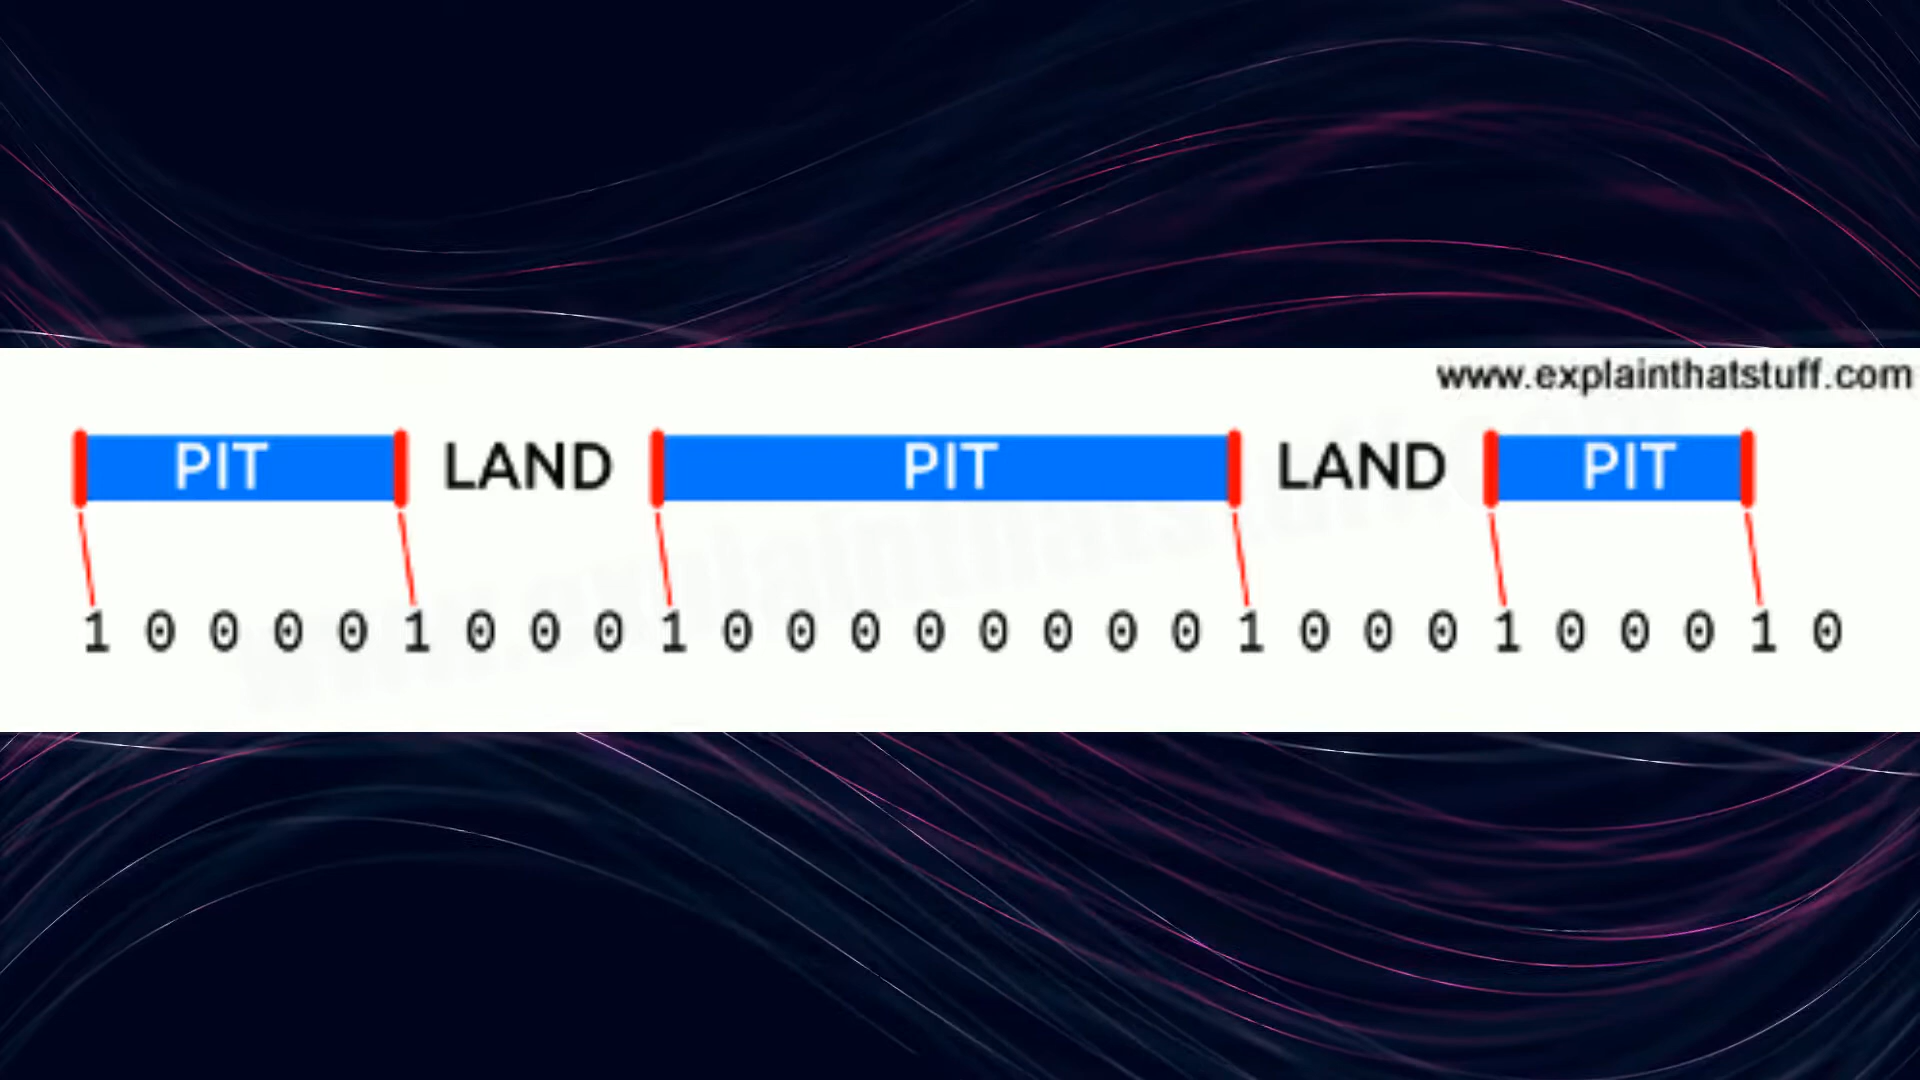 www.explainthatstuff.com
PIT LAND PIT LAND PIT
1 0 0 0 0 1 0 0 0 1 0 0 0 0 0 0 0 0 1 0 0 0 1 0 0 0 1 0